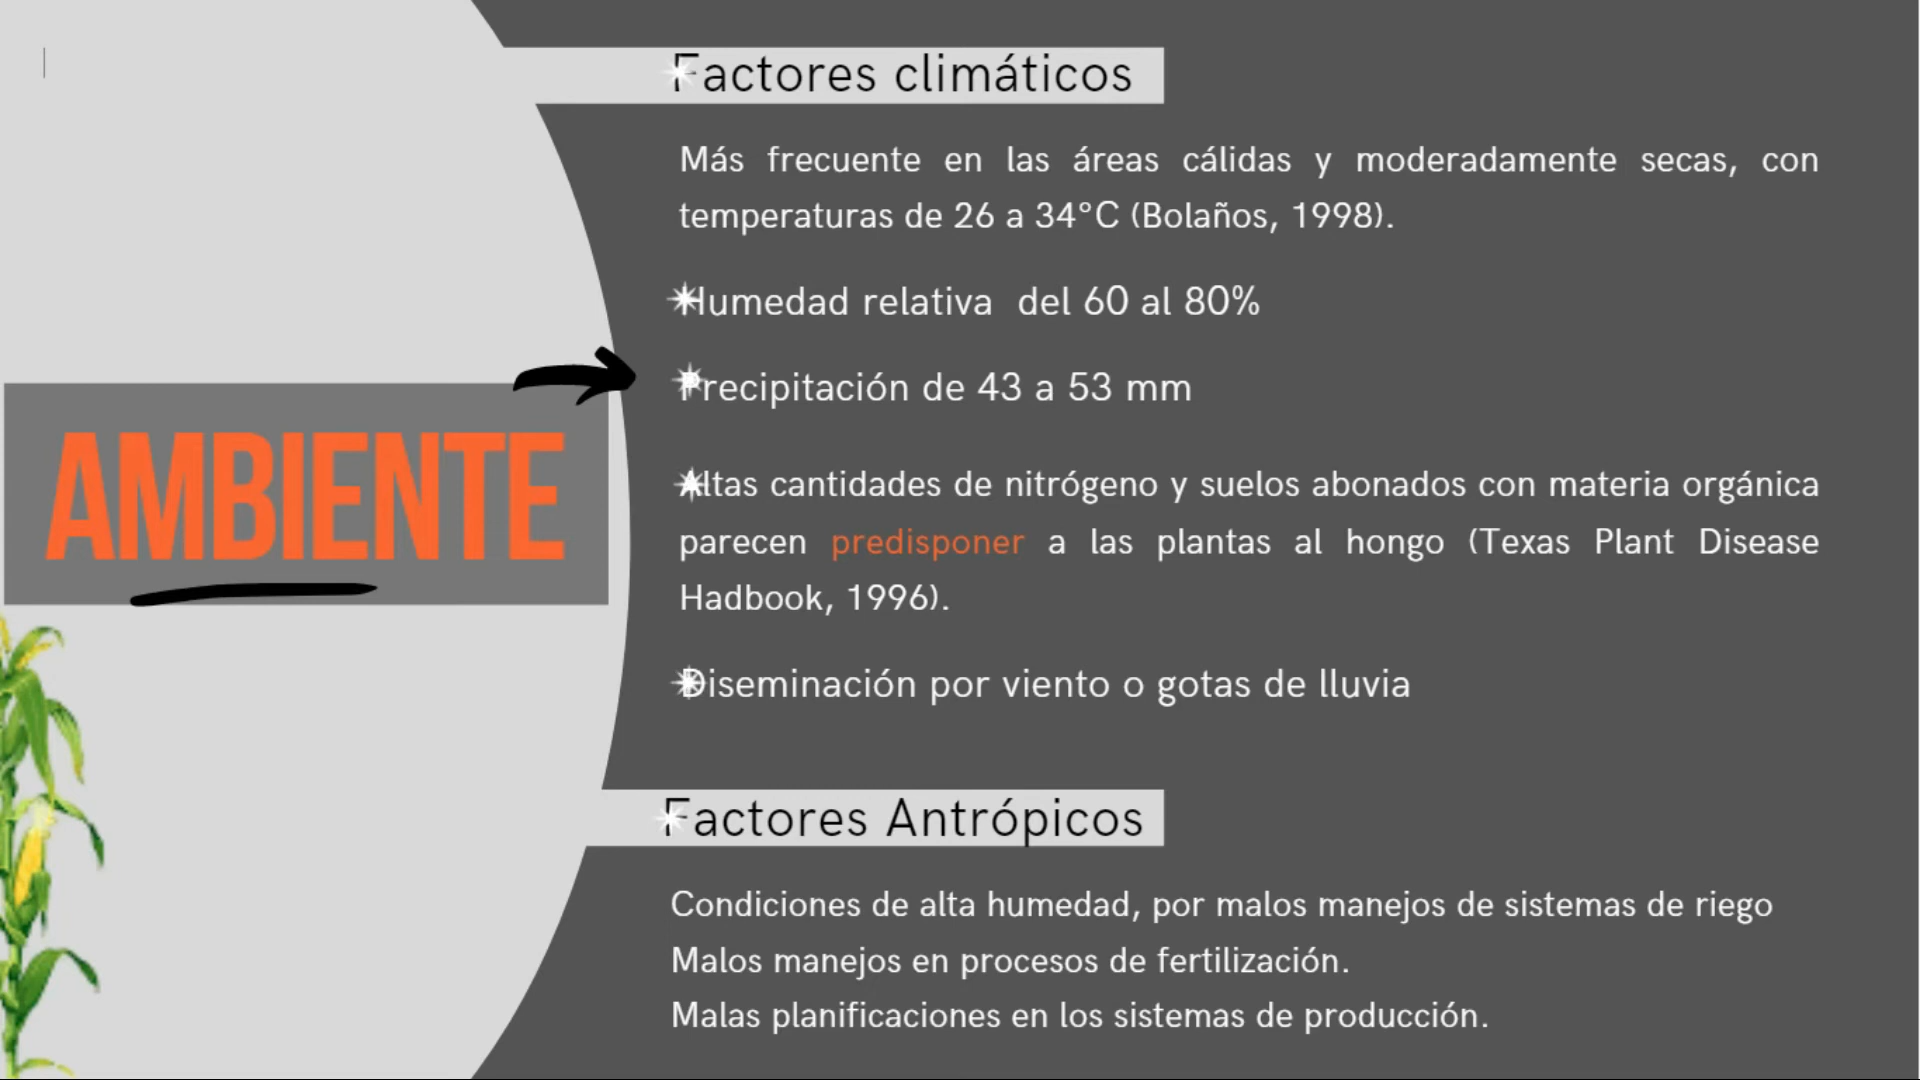 Factores climáticos
Más frecuente en las áreas cálidas y moderadamente secas, con
temperaturas de 26 a 34°C (Bolaños, 1998).
Humedad relativa del 60 al 80%
Precipitación de 43 a 53 mm
AMBIENTE
Altas cantidades de nitrógeno y suelos abonados con materia orgánica
parecen predisponer a las plantas al hongo (Texas Plant Disease
Hadbook, 1996).
Diseminación por viento o gotas de lluvia
Factores Antrópicos
Condiciones de alta humedad, por malos manejos de sistemas de riego
Malos manejos en procesos de fertilización.
Malas planificaciones en los sistemas de producción.